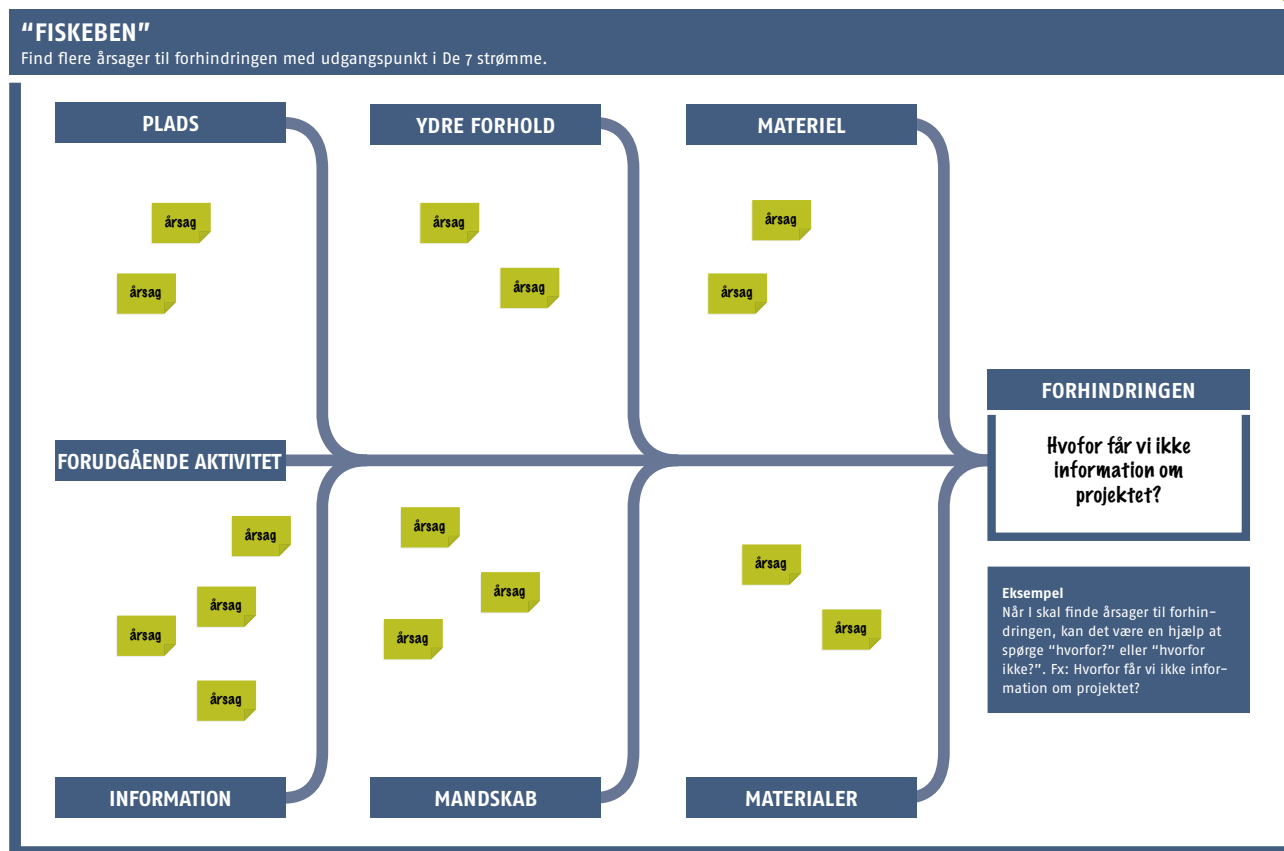 “FISKEBEN”
Find flere årsager til forhindringen med udgangspunkt i De 7 strømme.
PLADS
YDRE FORHOLD
MATERIEL
årsag
årsag
årsag
årsag
årsag
årsag
FORHINDRINGEN
Hvofor får vi ikke
information om
projektet?
FORUDGÅENDE AKTIVITET
årsag
årsag
årsag
årsag
årsag
årsag
årsag
årsag
årsag
Eksempel
Når I skal finde årsager til forhin-
dringen, kan det være en hjælp at
spørge “hvorfor?” eller “hvorfor
ikke?”. Fx: Hvorfor får vi ikke infor-
mation om projektet?
INFORMATION
MANDSKAB
MATERIALER